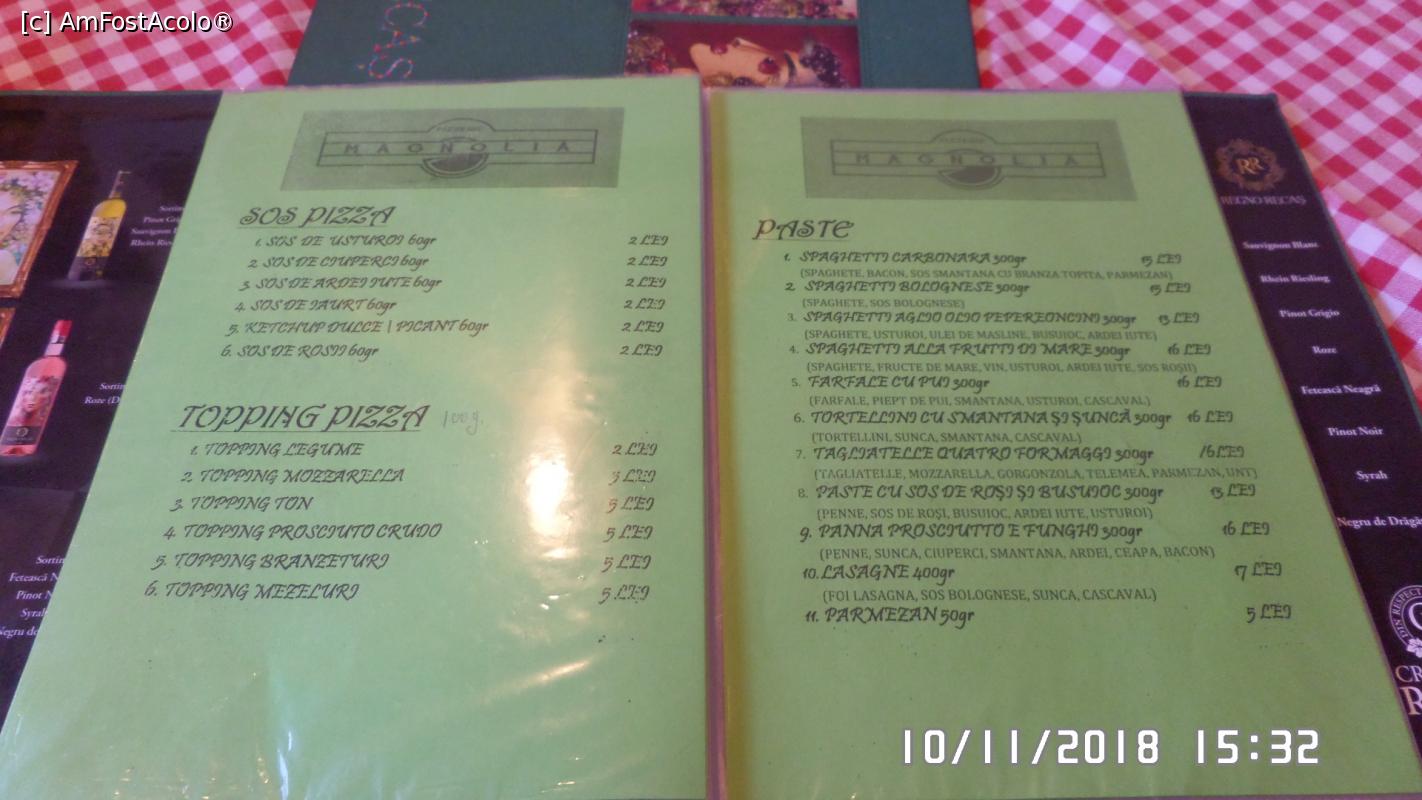 [c] AmFostAcolo®
CAȘ
MAGNOLIA
SOS PIZZA
1. SOS DE USTUROI 60gr 2 LEI
2. SOS DE CIUPERCI 60gr 2 LEI
3. SOS DE ARDEI IUTE 60gr 2 LEI
4. SOS DE IAURT 60gr 2 LEI
5. KETCHUP DULCE | PICANT 60gr 2 LEI
6. SOS DE ROSII 60gr 2 LEI
TOPPING PIZZA 100g.
1. TOPPING LEGUME 2 LEI
2. TOPPING MOZZARELLA 3 LEI
3. TOPPING TON 5 LEI
4. TOPPING PROSCIUTO CRUDO 5 LEI
5. TOPPING BRANZETURI 5 LEI
6. TOPPING MEZELURI 5 LEI
MAGNOLIA
PASTE
1. SPAGHETTI CARBONARA 300gr 15 LEI
(SPAGHETE, BACON, SOS SMANTANA CU BRANZA TOPITA, PARMEZAN)
2. SPAGHETTI BOLOGNESE 300gr 15 LEI
(SPAGHETE, SOS BOLOGNESE)
3. SPAGHETTI AGLIO OLIO PEPEREONCINI 300gr 13 LEI
(SPAGHETE, USTUROI, ULEI DE MASLINE, BUSUIOC, ARDEI IUTE)
4. SPAGHETTI ALLA FRUTTI DI MARE 300gr 16 LEI
(SPAGHETE, FRUCTE DE MARE, VIN, USTUROI, ARDEI IUTE, SOS ROȘII)
5. FARFALE CU PUI 300gr 16 LEI
(FARFALE, PIEPT DE PUI, SMANTANA, USTUROI, CASCAVAL)
6. TORTELLINI CU SMANTANA ȘI ȘUNCĂ 300gr 16 LEI
(TORTELLINI, SUNCA, SMANTANA, CASCAVAL)
7. TAGLIATELLE QUATRO FORMAGGI 300gr 16 LEI
(TAGLIATELLE, MOZZARELLA, GORGONZOLA, TELEMEA, PARMEZAN, UNT)
8. PASTE CU SOS DE ROȘI ȘI BUSUIOC 300gr 13 LEI
(PENNE, SOS DE ROȘI, BUSUIOC, ARDEI IUTE, USTUROI)
9. PANNA PROSCIUTTO E FUNGHI 300gr 16 LEI
(PENNE, SUNCA, CIUPERCI, SMANTANA, ARDEI, CEAPA, BACON)
10. LASAGNE 400gr 17 LEI
(FOI LASAGNA, SOS BOLOGNESE, SUNCA, CASCAVAL)
11. PARMEZAN 50gr 5 LEI
RR
REGNO RECAȘ
Sauvignon Blanc
Rhein Riesling
Pinot Grigio
Roze
Fetească Neagră
Pinot Noir
Syrah
Negru de Drăg
DIN RESPECT
10/11/2018 15:32